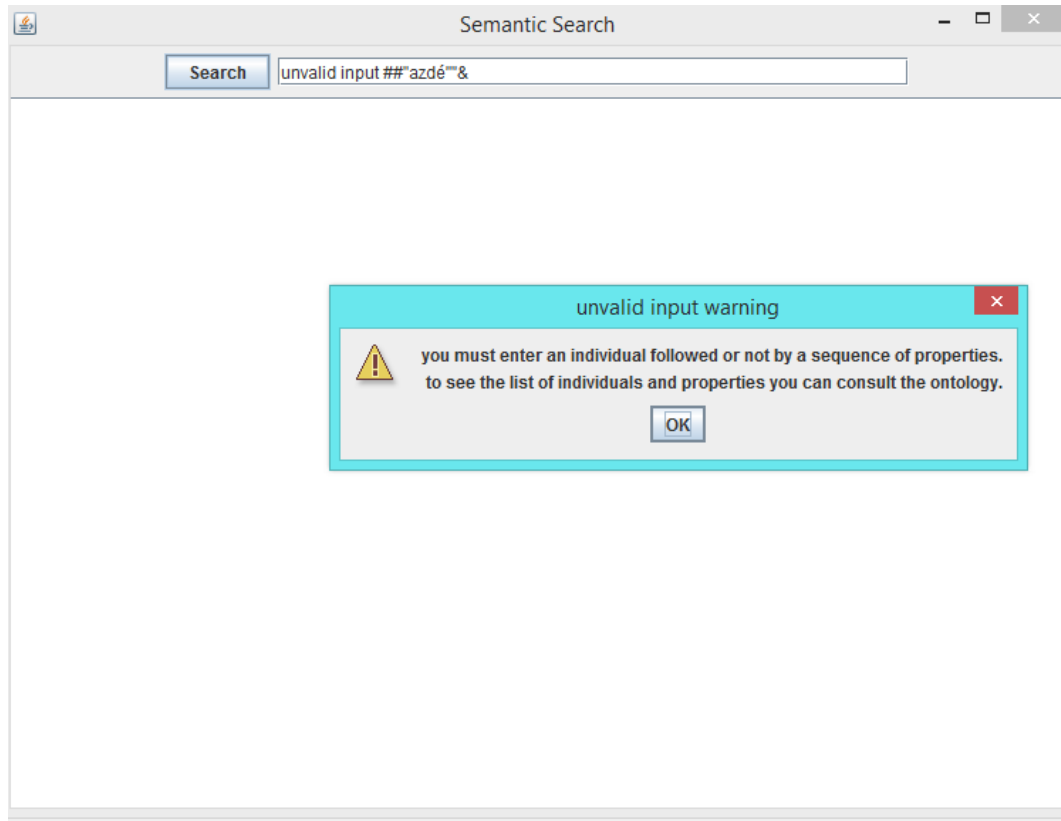 Semantic Search
Search
unvalid input ##"azdé""&
unvalid input warning
you must enter an individual followed or not by a sequence of properties.
to see the list of individuals and properties you can consult the ontology.
OK